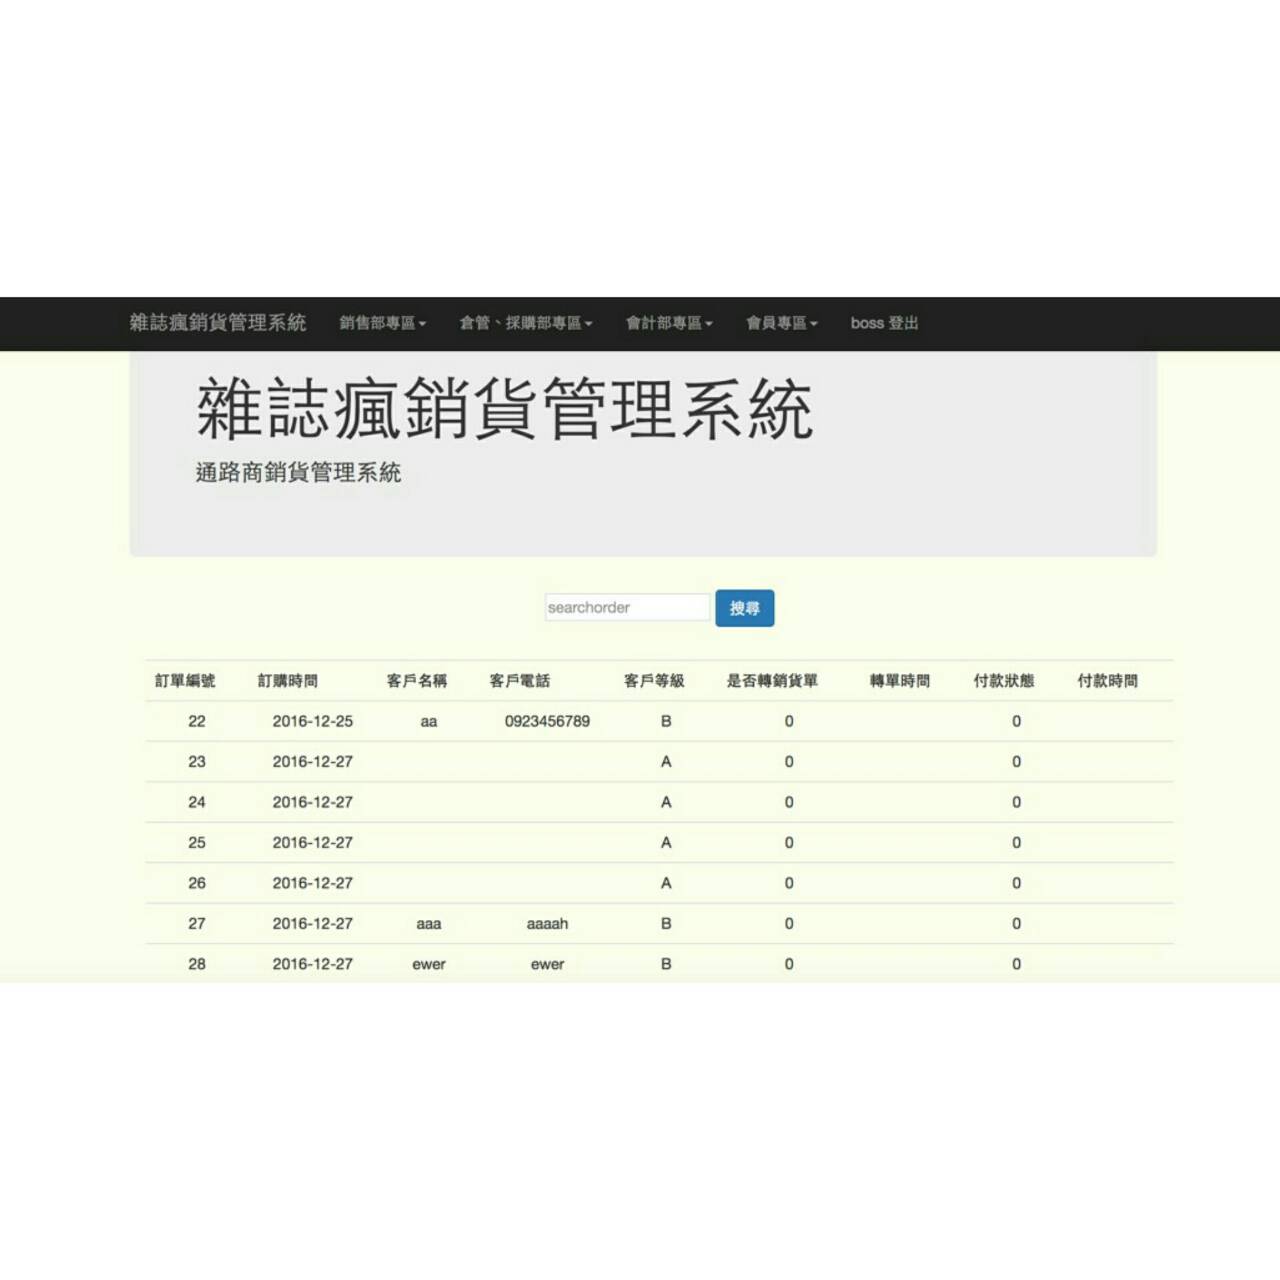 雜誌瘋銷貨管理系統 銷售部專區 倉管、採購部專區 會計部專區 會員專區 boss 登出
雜誌瘋銷貨管理系統
通路商銷貨管理系統
searchorder 搜尋
訂單編號 訂購時間 客戶名稱 客戶電話 客戶等級 是否轉銷貨單 轉單時間 付款狀態 付款時間
22 2016-12-25 aa 0923456789 B 0 0
23 2016-12-27 A 0 0
24 2016-12-27 A 0 0
25 2016-12-27 A 0 0
26 2016-12-27 A 0 0
27 2016-12-27 aaa aaaah B 0 0
28 2016-12-27 ewer ewer B 0 0